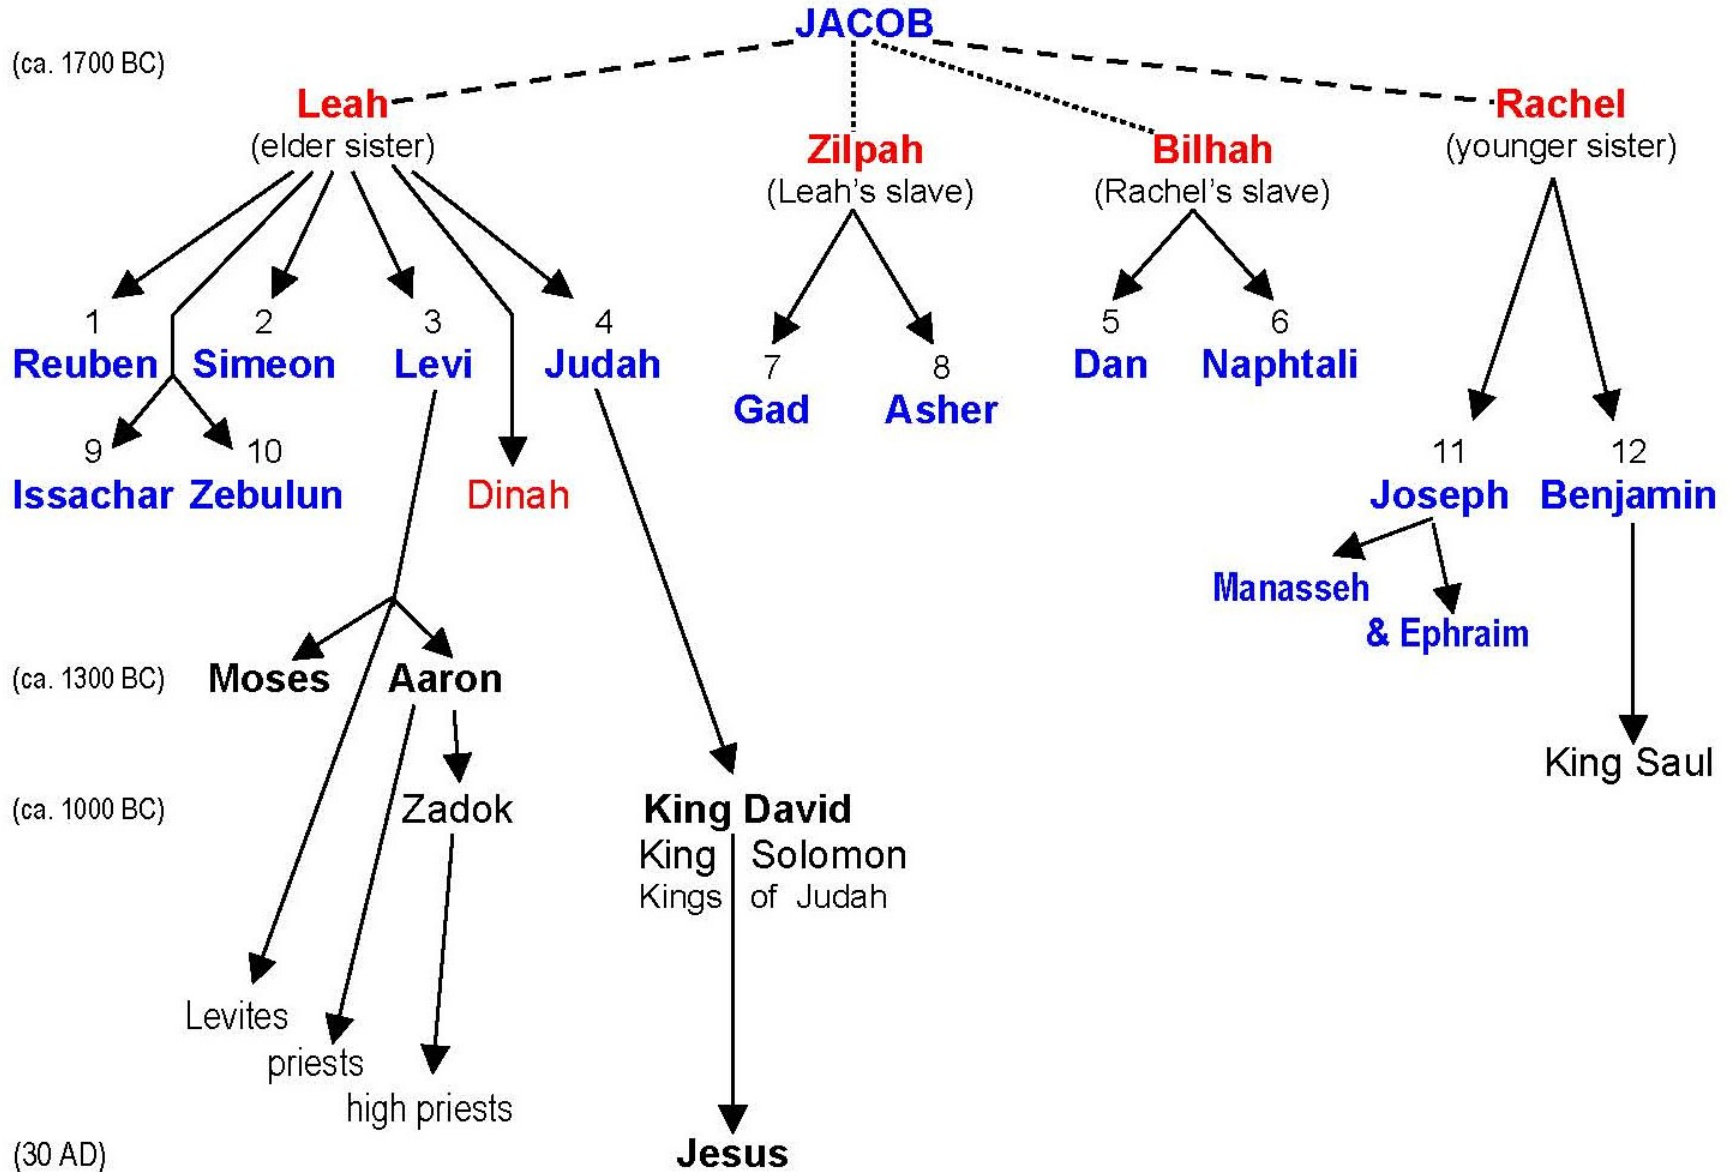 JACOB
(ca. 1700 BC)
Leah
Rachel
(elder sister)
Zilpah
Bilhah
(younger sister)
(Leah's slave)
(Rachel's slave)
1
2
3
4
5
6
Reuben
Simeon
Levi
Judah
7
8
Dan
Naphtali
Gad
Asher
9
10
11
12
Issachar
Zebulun
Dinah
Joseph
Benjamin
Manasseh
& Ephraim
(ca. 1300 BC)
Moses
Aaron
King Saul
(ca. 1000 BC)
Zadok
King David
King Solomon
Kings of Judah
Levites
priests
high priests
(30 AD)
Jesus